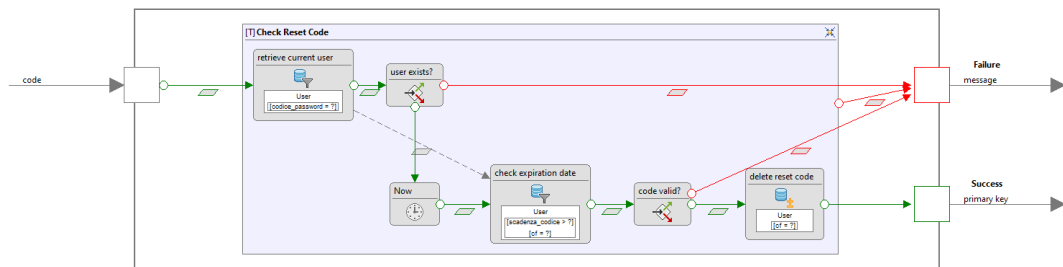 [T]Check Reset Code
retrieve current user
User
[codice_password = ?]
user exists?
code
Failure
message
Now
check expiration date
User
[scadenza_codice > ?]
[cf = ?]
code valid?
delete reset code
User
[cf = ?]
Success
primary key